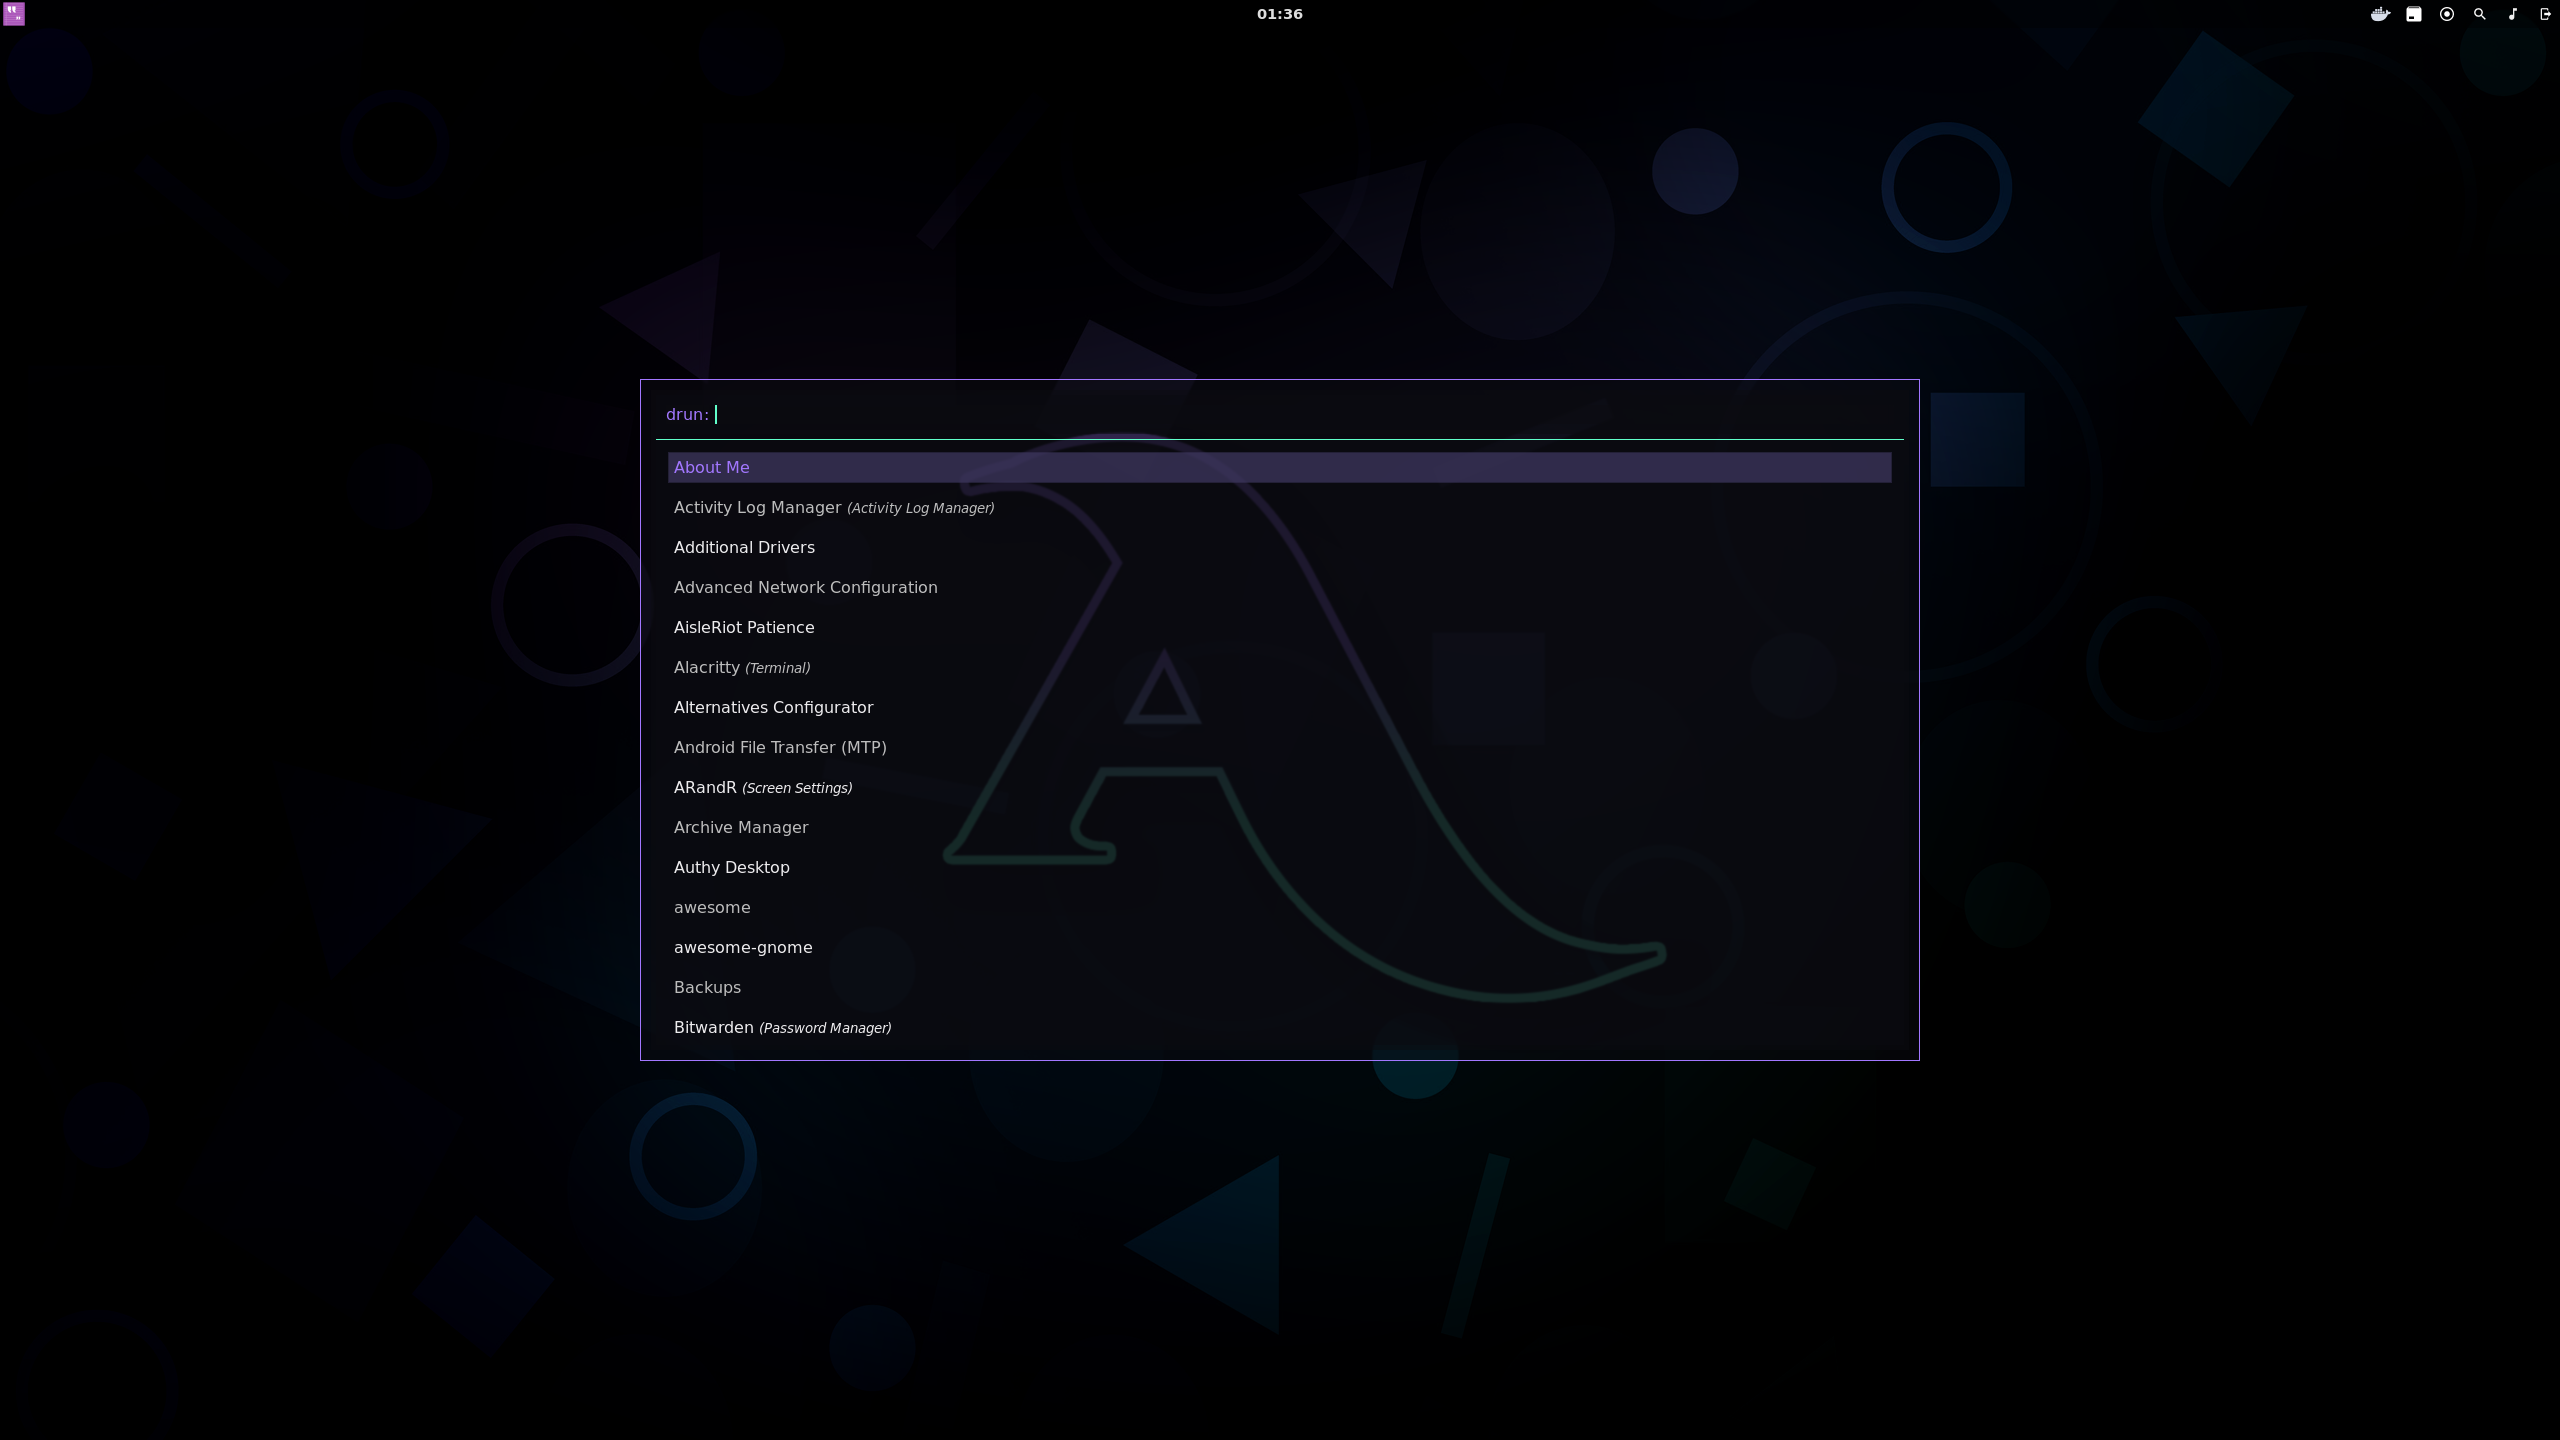 01:36
drun:
About Me
Activity Log Manager (Activity Log Manager)
Additional Drivers
Advanced Network Configuration
AisleRiot Patience
Alacritty (Terminal)
Alternatives Configurator
Android File Transfer (MTP)
ARandR (Screen Settings)
Archive Manager
Authy Desktop
awesome
awesome-gnome
Backups
Bitwarden (Password Manager)